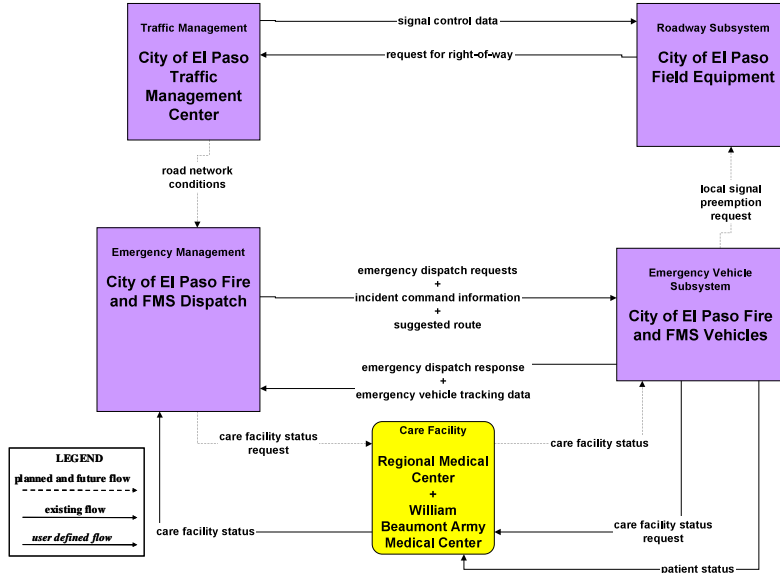 Traffic Management
City of El Paso
Traffic
Management
Center
signal control data
request for right-of-way
Roadway Subsystem
City of El Paso
Field Equipment
road network
conditions
local signal
preemption
request
Emergency Management
City of El Paso Fire
and FMS Dispatch
emergency dispatch requests
+
incident command information
+
suggested route
Emergency Vehicle
Subsystem
City of El Paso Fire
and FMS Vehicles
emergency dispatch response
+
emergency vehicle tracking data
care facility status
request
Care Facility
Regional Medical
Center
+
William
Beaumont Army
Medical Center
care facility status
LEGEND
planned and future flow
existing flow
user defined flow
care facility status
care facility status
request
patient status